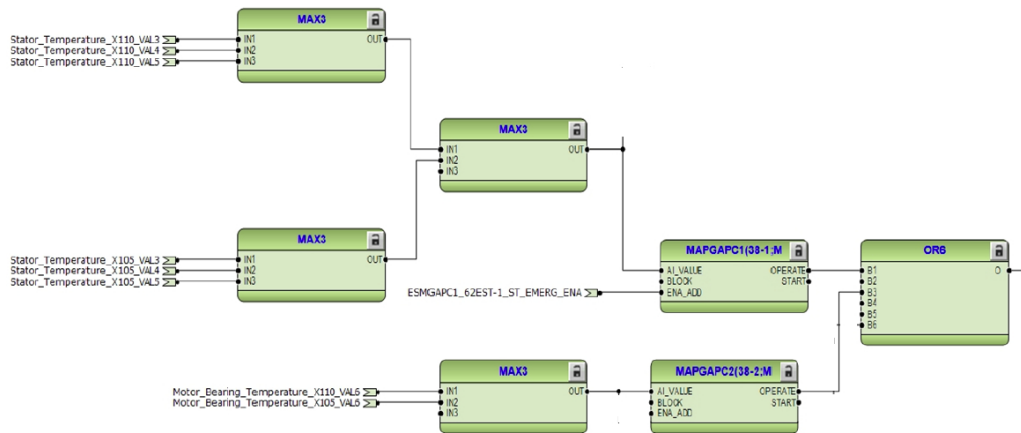 MAX3
Stator_Temperature_X110_VAL3
Stator_Temperature_X110_VAL4
Stator_Temperature_X110_VAL5
IN1
IN2
IN3
OUT
MAX3
IN1
IN2
IN3
OUT
MAX3
Stator_Temperature_X105_VAL3
Stator_Temperature_X105_VAL4
Stator_Temperature_X105_VAL5
IN1
IN2
IN3
OUT
MAPGAPC1(38-1;M
ESMGAPC1_62EST-1_ST_EMERG_ENA
AI_VALUE
BLOCK
ENA_ADD
OPERATE
START
OR6
B1
B2
B3
B4
B5
B6
O
MAX3
Motor_Bearing_Temperature_X110_VAL6
Motor_Bearing_Temperature_X105_VAL6
IN1
IN2
IN3
OUT
MAPGAPC2(38-2;M
AI_VALUE
BLOCK
ENA_ADD
OPERATE
START